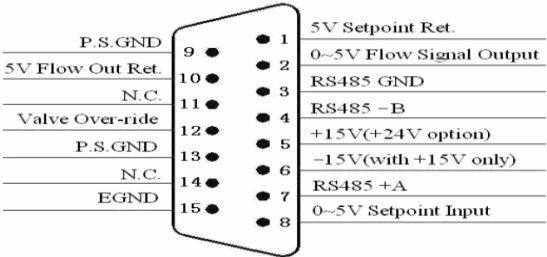 5V Setpoint Ret.
P.S.GND
9
1
0~5V Flow Signal Output
5V Flow Out Ret.
10
2
RS485 GND
N.C.
11
3
RS485 −B
Valve Over-ride
12
4
+15V(+24V option)
P.S.GND
13
5
−15V(with +15V only)
N.C.
14
6
RS485 +A
EGND
15
7
0~5V Setpoint Input
8